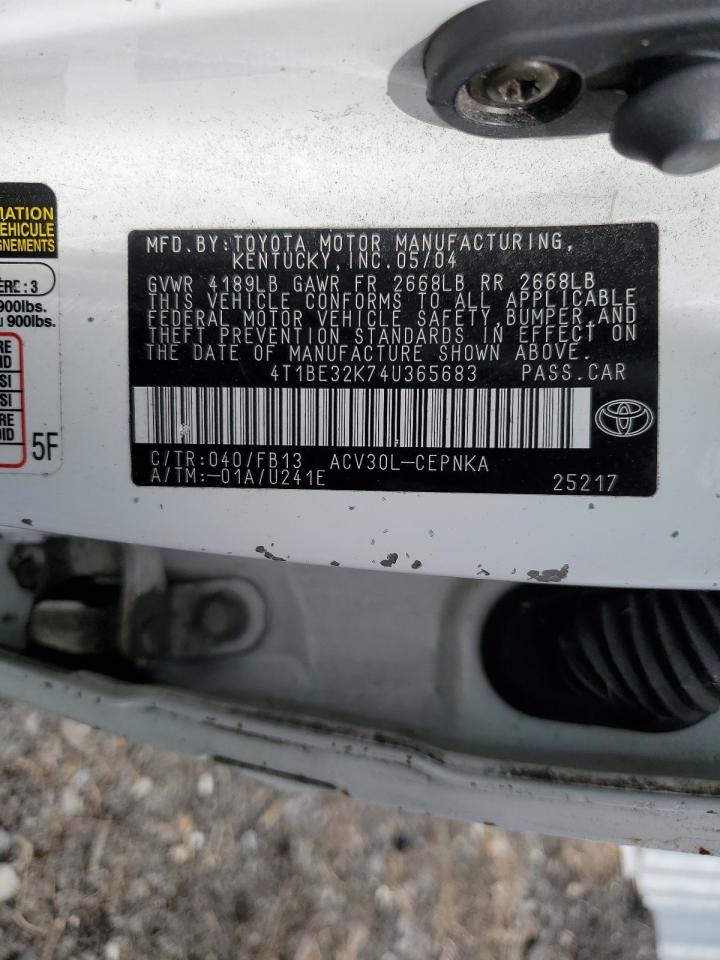 MATION
ÉHICULE
GNEMENTS
ÈRE : 3
900lbs.
u 900lbs.
RE
ID
SI
SI
RE
OID
5F
MFD.BY:TOYOTA MOTOR MANUFACTURING,
KENTUCKY,INC.05/04
GVWR 4189LB GAWR FR 2668LB RR 2668LB
THIS VEHICLE CONFORMS TO ALL APPLICABLE
FEDERAL MOTOR VEHICLE SAFETY,BUMPER,AND
THEFT PREVENTION STANDARDS IN EFFECT ON
THE DATE OF MANUFACTURE SHOWN ABOVE.
4T1BE32K74U365683 PASS.CAR
C/TR:040/FB13 ACV30L-CEPNKA
A/TM:-01A/U241E 25217